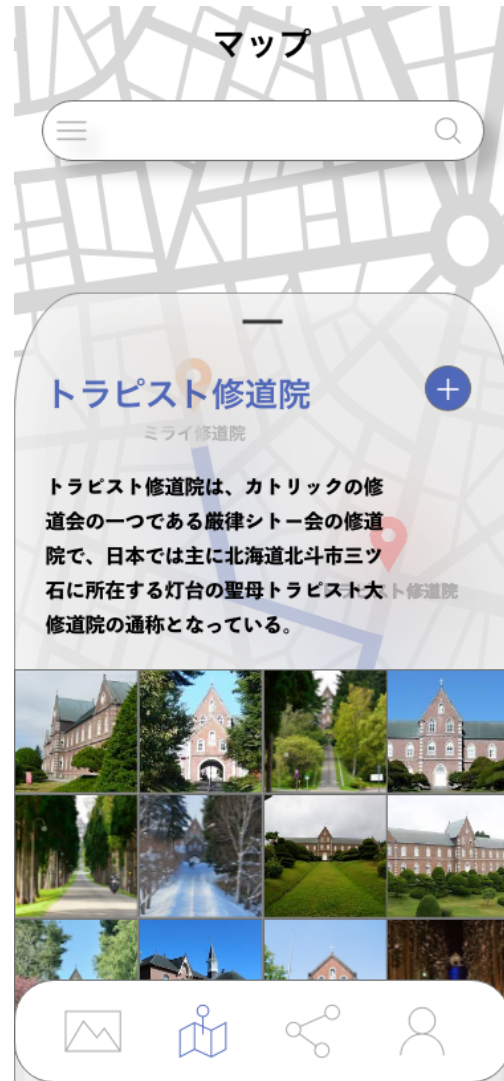 マップ
トラピスト修道院
ミライ修道院
トラピスト修道院は、カトリックの修
道会の一つである厳律シトー会の修道
院で、日本では主に北海道北斗市三ツ
石に所在する灯台の聖母トラピスト大
トラピスト修道院
修道院の通称となっている。